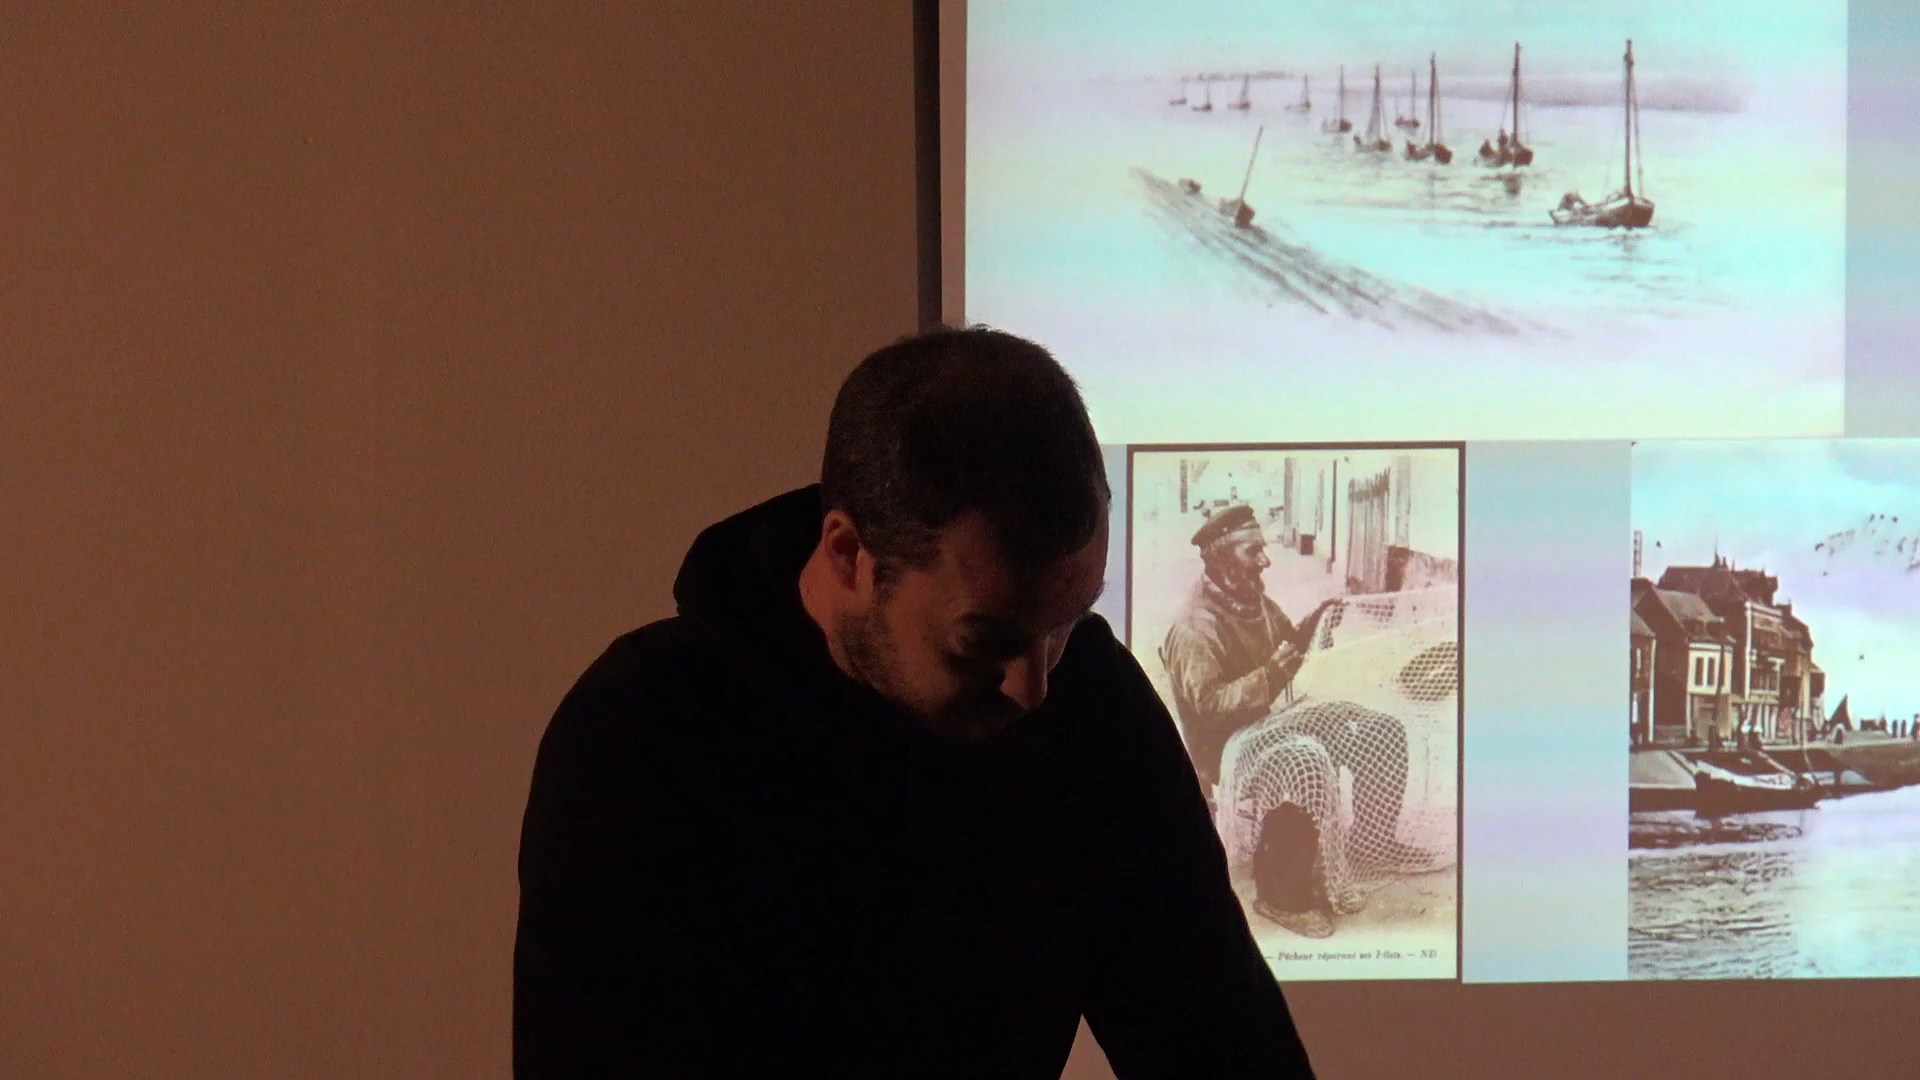 — Pêcheur réparant ses filets. — ND